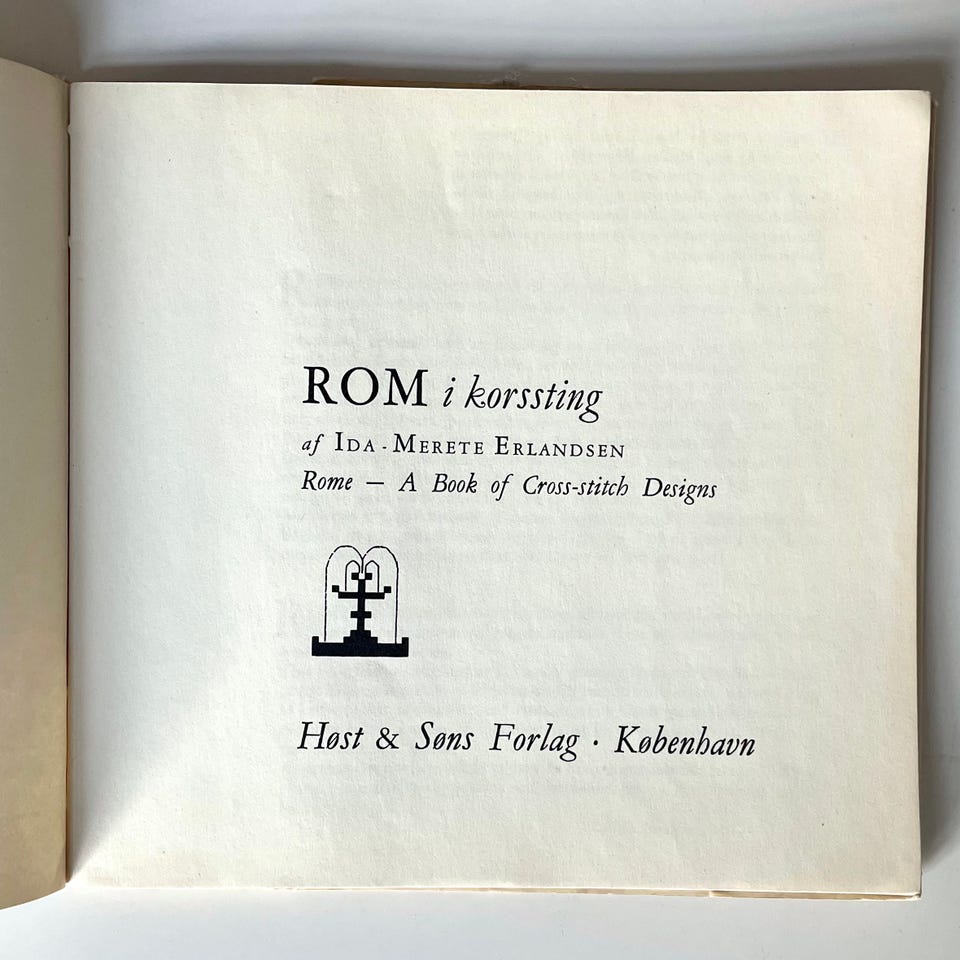 ROM i korssting
af IDA-MERETE ERLANDSEN
Rome — A Book of Cross-stitch Designs
Høst & Søns Forlag · København